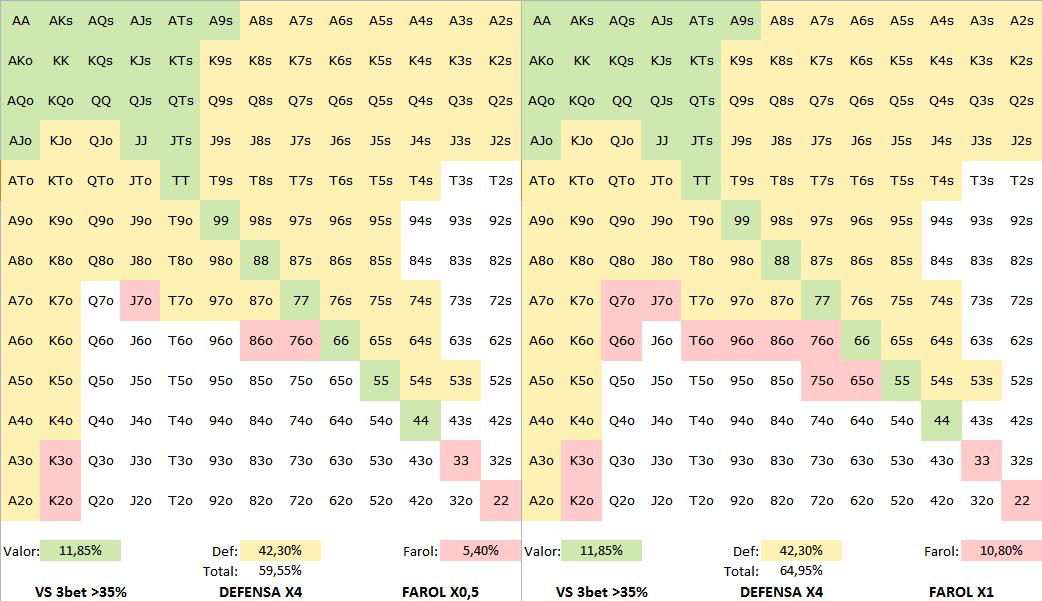 AA AKs AQs AJs ATs A9s A8s A7s A6s A5s A4s A3s A2s AA AKs AQs AJs ATs A9s A8s A7s A6s A5s A4s A3s A2s
AKo KK KQs KJs KTs K9s K8s K7s K6s K5s K4s K3s K2s AKo KK KQs KJs KTs K9s K8s K7s K6s K5s K4s K3s K2s
AQo KQo QQ QJs QTs Q9s Q8s Q7s Q6s Q5s Q4s Q3s Q2s AQo KQo QQ QJs QTs Q9s Q8s Q7s Q6s Q5s Q4s Q3s Q2s
AJo KJo QJo JJ JTs J9s J8s J7s J6s J5s J4s J3s J2s AJo KJo QJo JJ JTs J9s J8s J7s J6s J5s J4s J3s J2s
ATo KTo QTo JTo TT T9s T8s T7s T6s T5s T4s T3s T2s ATo KTo QTo JTo TT T9s T8s T7s T6s T5s T4s T3s T2s
A9o K9o Q9o J9o T9o 99 98s 97s 96s 95s 94s 93s 92s A9o K9o Q9o J9o T9o 99 98s 97s 96s 95s 94s 93s 92s
A8o K8o Q8o J8o T8o 98o 88 87s 86s 85s 84s 83s 82s A8o K8o Q8o J8o T8o 98o 88 87s 86s 85s 84s 83s 82s
A7o K7o Q7o J7o T7o 97o 87o 77 76s 75s 74s 73s 72s A7o K7o Q7o J7o T7o 97o 87o 77 76s 75s 74s 73s 72s
A6o K6o Q6o J6o T6o 96o 86o 76o 66 65s 64s 63s 62s A6o K6o Q6o J6o T6o 96o 86o 76o 66 65s 64s 63s 62s
A5o K5o Q5o J5o T5o 95o 85o 75o 65o 55 54s 53s 52s A5o K5o Q5o J5o T5o 95o 85o 75o 65o 55 54s 53s 52s
A4o K4o Q4o J4o T4o 94o 84o 74o 64o 54o 44 43s 42s A4o K4o Q4o J4o T4o 94o 84o 74o 64o 54o 44 43s 42s
A3o K3o Q3o J3o T3o 93o 83o 73o 63o 53o 43o 33 32s A3o K3o Q3o J3o T3o 93o 83o 73o 63o 53o 43o 33 32s
A2o K2o Q2o J2o T2o 92o 82o 72o 62o 52o 42o 32o 22 A2o K2o Q2o J2o T2o 92o 82o 72o 62o 52o 42o 32o 22
Valor: 11,85% Def: 42,30% Farol: 5,40% Valor: 11,85% Def: 42,30% Farol: 10,80%
Total: 59,55% Total: 64,95%
VS 3bet >35% DEFENSA X4 FAROL X0,5 VS 3bet >35% DEFENSA X4 FAROL X1